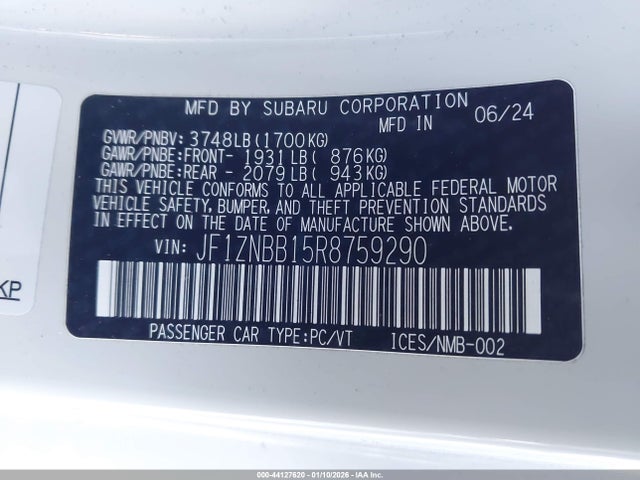 MFD BY SUBARU CORPORATION
MFD IN 06/24
GVWR/PNBV: 3748LB(1700KG)
GAWR/PNBE:FRONT- 1931LB( 876KG)
GAWR/PNBE:REAR - 2079LB( 943KG)
THIS VEHICLE CONFORMS TO ALL APPLICABLE FEDERAL MOTOR
VEHICLE SAFETY, BUMPER, AND THEFT PREVENTION STANDARDS
IN EFFECT ON THE DATE OF MANUFACTURE SHOWN ABOVE.
VIN: JF1ZNBB15R8759290
KP
PASSENGER CAR TYPE:PC/VT ICES/NMB-002
000-44127620 - 01/10/2026 - IAA Inc.